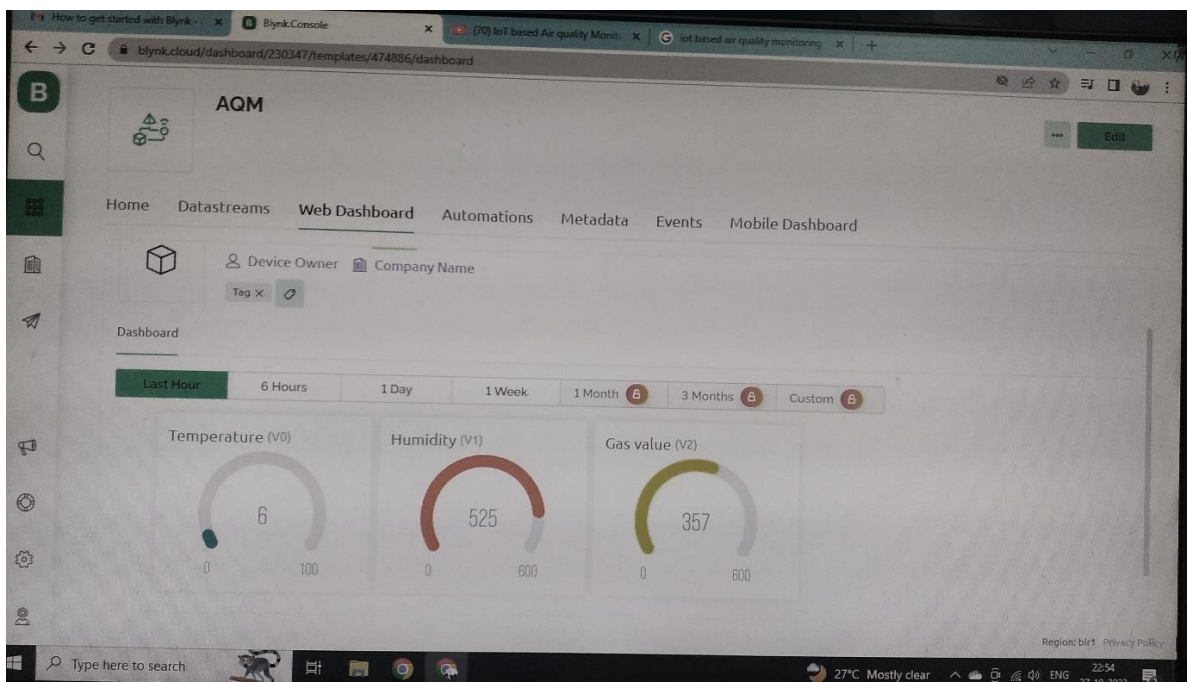 How to get started with Blynk -
Blynk.Console
(70) IoT based Air quality Monit
iot based air quality monitoring
blynk.cloud/dashboard/230347/templates/474886/dashboard
B
AQM
Edit
Home Datastreams Web Dashboard Automations Metadata Events Mobile Dashboard
Device Owner Company Name
Tag
Dashboard
Last Hour 6 Hours 1 Day 1 Week 1 Month 3 Months Custom
Temperature (V0) Humidity (V1) Gas value (V2)
6 525 357
0 100 0 600 0 600
Region: blr1 Privacy Policy
Type here to search
27°C Mostly clear ENG 22:54